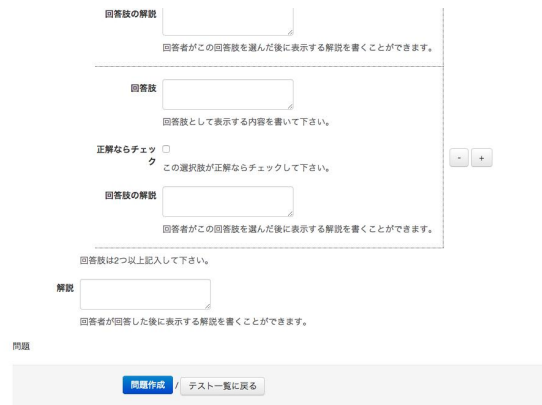 回答肢の解説
回答者がこの回答肢を選んだ後に表示する解説を書くことができます。
回答肢
回答肢として表示する内容を書いて下さい。
正解ならチェッ
ク
この選択肢が正解ならチェックして下さい。
- +
回答肢の解説
回答者がこの回答肢を選んだ後に表示する解説を書くことができます。
回答肢は2つ以上記入して下さい。
解説
回答者が回答した後に表示する解説を書くことができます。
問題
問題作成 / テスト一覧に戻る